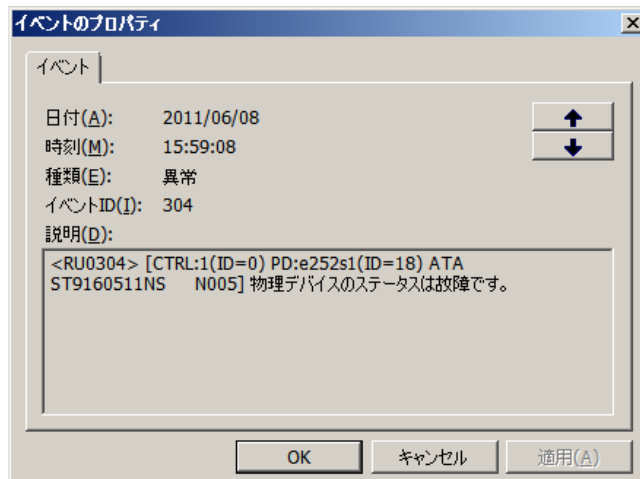 イベントのプロパティ
イベント
日付(A): 2011/06/08
時刻(M): 15:59:08
種類(E): 異常
イベントID(I): 304
説明(D):
<RU0304> [CTRL:1(ID=0) PD:e252s1(ID=18) ATA
ST9160511NS N005] 物理デバイスのステータスは故障です。
OK キャンセル 適用(A)